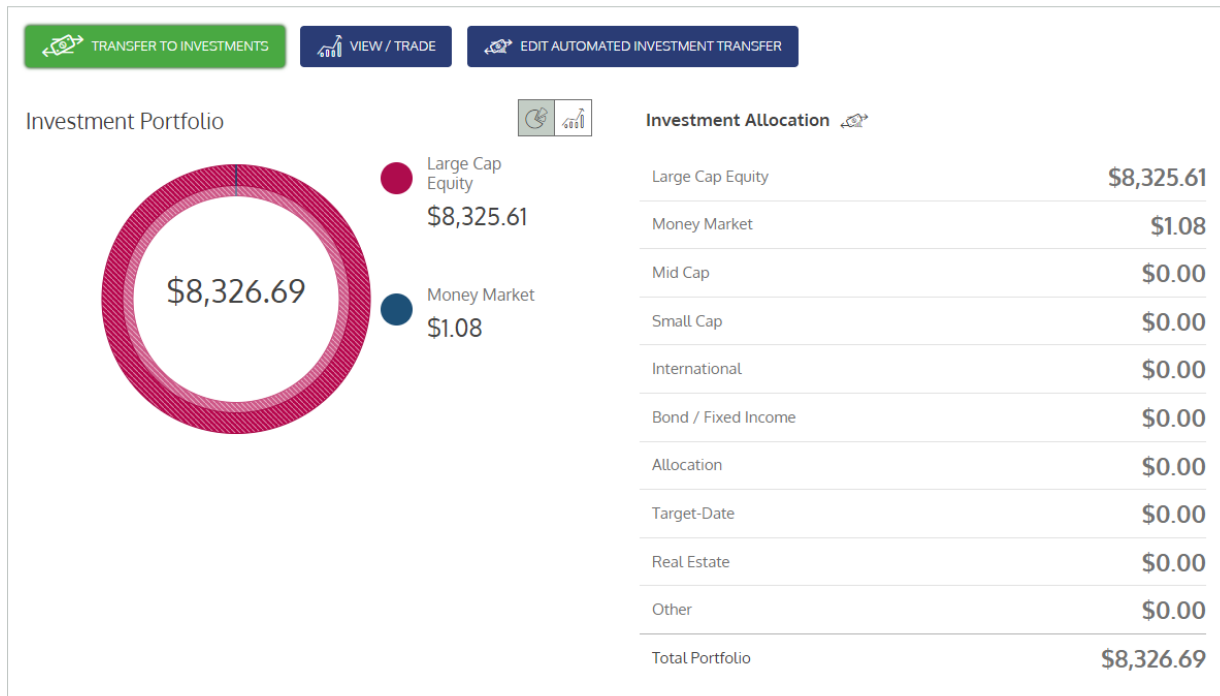 TRANSFER TO INVESTMENTS
VIEW / TRADE
EDIT AUTOMATED INVESTMENT TRANSFER
Investment Portfolio
$8,326.69
Large Cap
Equity
$8,325.61
Money Market
$1.08
Investment Allocation
Large Cap Equity $8,325.61
Money Market $1.08
Mid Cap $0.00
Small Cap $0.00
International $0.00
Bond / Fixed Income $0.00
Allocation $0.00
Target-Date $0.00
Real Estate $0.00
Other $0.00
Total Portfolio $8,326.69